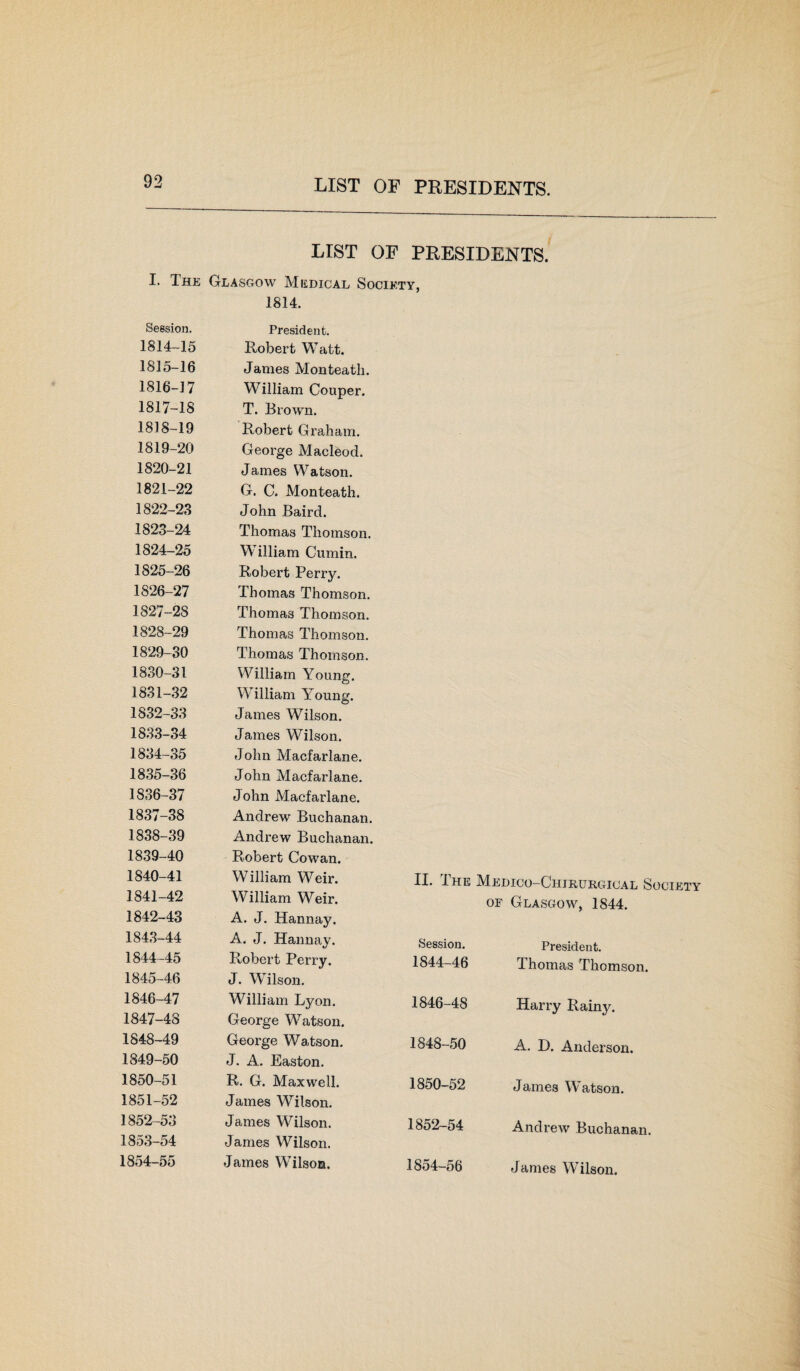 92 LIST OF PRESIDENTS.
LIST OF PRESIDENTS.
I. The Glasgow Medical Society,
1814.
Session. President.
1814-15 Robert Watt.
1815-16 James Monteath.
1816-17 William Couper.
1817-18 T. Brown.
1818-19 Robert Graham.
1819-20 George Macleod.
1820-21 James Watson.
1821-22 G. C. Monteath.
1822-23 John Baird.
1823-24 Thomas Thomson.
1824-25 William Cumin.
1825-26 Robert Perry.
1826-27 Thomas Thomson.
1827-28 Thomas Thomson.
1828-29 Thomas Thomson.
1829-30 Thomas Thomson.
1830-31 William Young.
1831-32 William Young.
1832-33 James Wilson.
1833-34 James Wilson.
1834-35 John Macfarlane.
1835-36 John Macfarlane.
1836-37 John Macfarlane.
1837-38 Andrew Buchanan.
1838-39 Andrew Buchanan.
1839-40 Robert Cowan.
1840-41 William Weir.
1841-42 William Weir.
1842-43 A. J. Hannay.
1843-44 A. J. Hannay.
1844-45 Robert Perry.
1845-46 J. Wilson.
1846-47 William Lyon.
1847-48 George Watson.
1848-49 George Watson.
1849-50 J. A. Easton.
1850-51 R. G. Maxwell.
1851-52 James Wilson.
1852-53 James Wilson.
1853-54 James Wilson.
1854-55 James Wilson.
II. The Medico-Chirurgical Society
of Glasgow, 1844.
Session. President.
1844-46 Thomas Thomson.
1846-48 Harry Rainy.
1848-50 A. D. Anderson.
1850-52 James Watson.
1852-54 Andrew Buchanan.
1854-56 James Wilson.